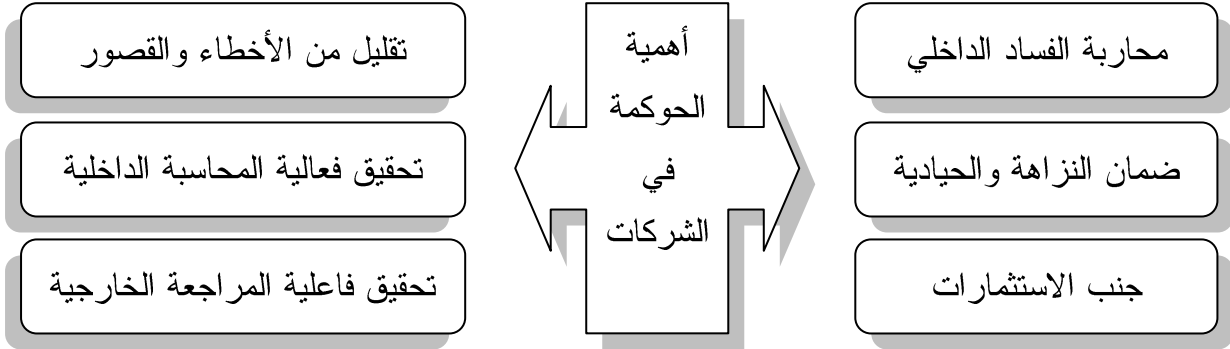 أهمية
الحوكمة
في
الشركات
محاربة الفساد الداخلي
ضمان النزاهة والحيادية
جنب الاستثمارات
تقليل من الأخطاء والقصور
تحقيق فعالية المحاسبة الداخلية
تحقيق فاعلية المراجعة الخارجية